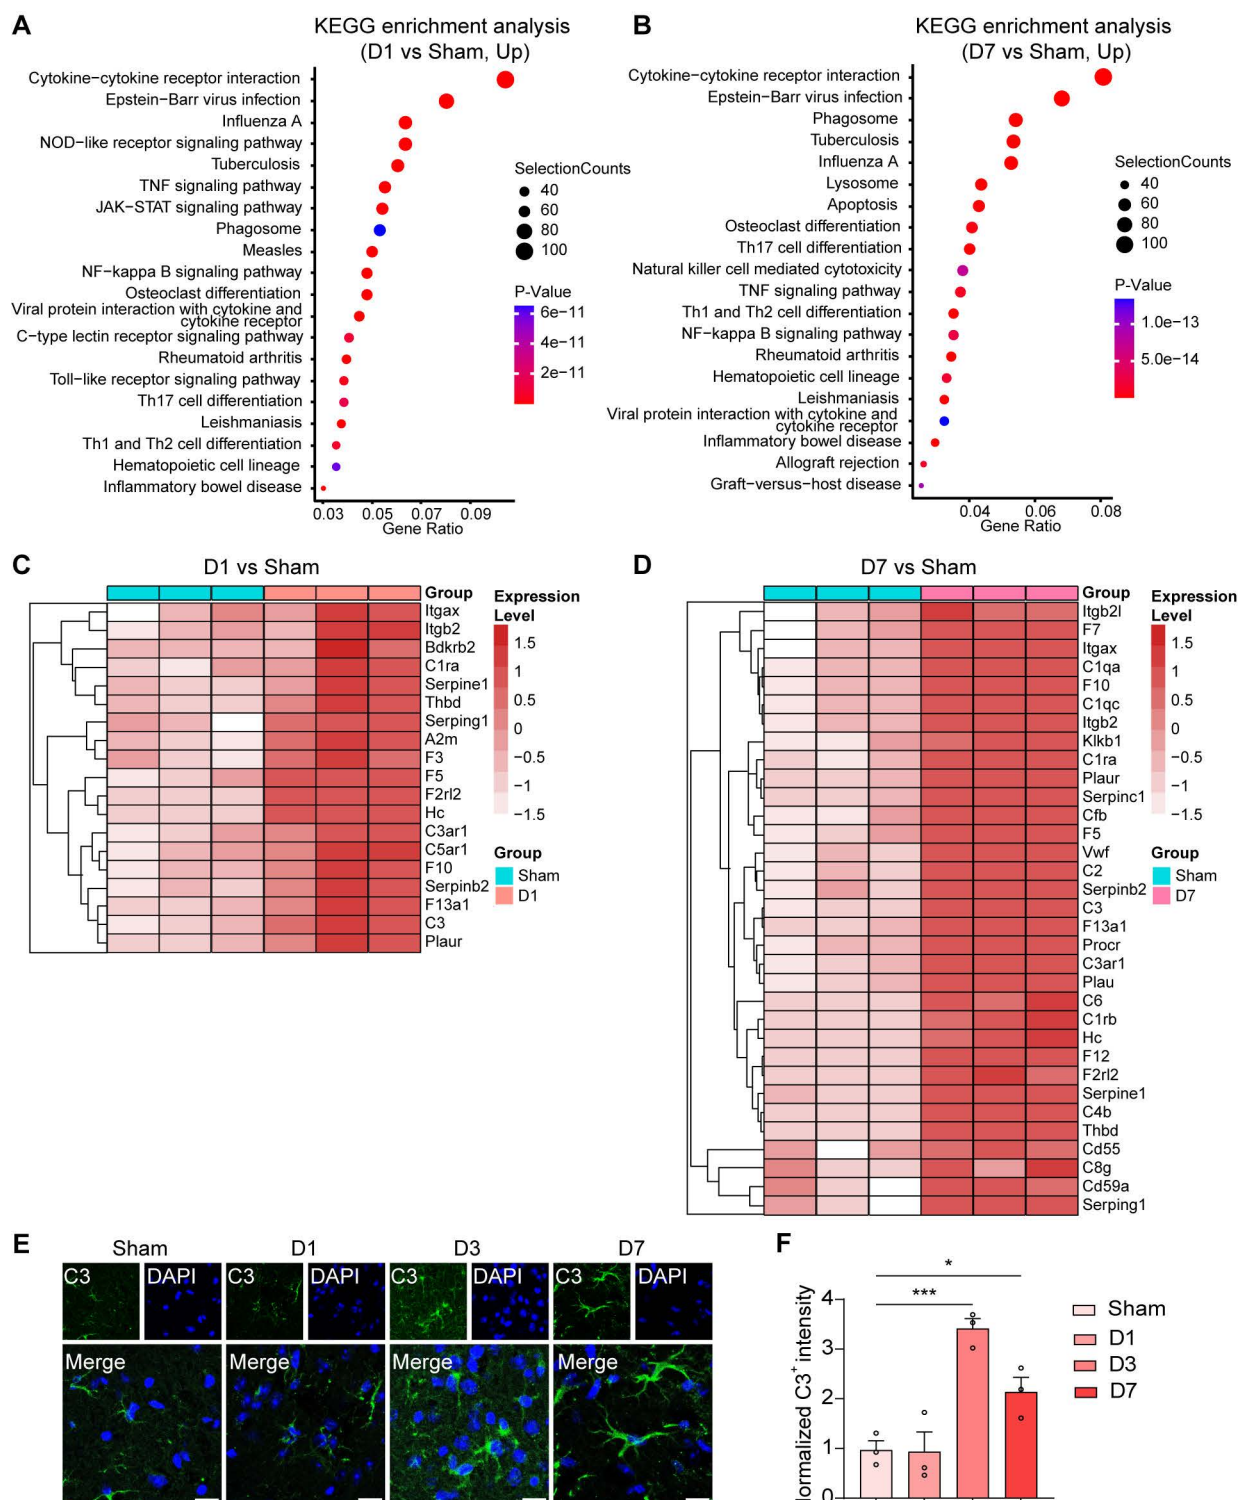 A
KEGG enrichment analysis
(D1 vs Sham, Up)
Cytokine−cytokine receptor interaction
Epstein−Barr virus infection
Influenza A
NOD−like receptor signaling pathway
Tuberculosis
TNF signaling pathway
JAK−STAT signaling pathway
Phagosome
Measles
NF−kappa B signaling pathway
Osteoclast differentiation
Viral protein interaction with cytokine and
cytokine receptor
C−type lectin receptor signaling pathway
Rheumatoid arthritis
Toll−like receptor signaling pathway
Th17 cell differentiation
Leishmaniasis
Th1 and Th2 cell differentiation
Hematopoietic cell lineage
Inflammatory bowel disease
0.03 0.05 0.07 0.09
Gene Ratio
SelectionCounts
40
60
80
100
P-Value
6e−11
4e−11
2e−11
B
KEGG enrichment analysis
(D7 vs Sham, Up)
Cytokine−cytokine receptor interaction
Epstein−Barr virus infection
Phagosome
Tuberculosis
Influenza A
Lysosome
Apoptosis
Osteoclast differentiation
Th17 cell differentiation
Natural killer cell mediated cytotoxicity
TNF signaling pathway
Th1 and Th2 cell differentiation
NF−kappa B signaling pathway
Rheumatoid arthritis
Hematopoietic cell lineage
Leishmaniasis
Viral protein interaction with cytokine and
cytokine receptor
Inflammatory bowel disease
Allograft rejection
Graft−versus−host disease
0.04 0.06 0.08
Gene Ratio
SelectionCounts
40
60
80
100
P-Value
1.0e−13
5.0e−14
C
D1 vs Sham
Group
Itgax
Itgb2
Bdkrb2
C1ra
Serpine1
Thbd
Serping1
A2m
F3
F5
F2rl2
Hc
C3ar1
C5ar1
F10
Serpinb2
F13a1
C3
Plaur
Expression
Level
1.5
1
0.5
0
−0.5
−1
−1.5
Group
Sham
D1
D
D7 vs Sham
Group
Itgb2l
F7
Itgax
C1qa
F10
C1qc
Itgb2
Klkb1
C1ra
Plaur
Serpinc1
Cfb
F5
Vwf
C2
Serpinb2
C3
F13a1
Procr
C3ar1
Plau
C6
C1rb
Hc
F12
F2rl2
Serpine1
C4b
Thbd
Cd55
C8g
Cd59a
Serping1
Expression
Level
1.5
1
0.5
0
−0.5
−1
−1.5
Group
Sham
D7
E
Sham D1 D3 D7
C3 DAPI C3 DAPI C3 DAPI C3 DAPI
Merge Merge Merge Merge
F
*
***
Normalized C3+ intensity
4
3
2
1
0
Sham
D1
D3
D7